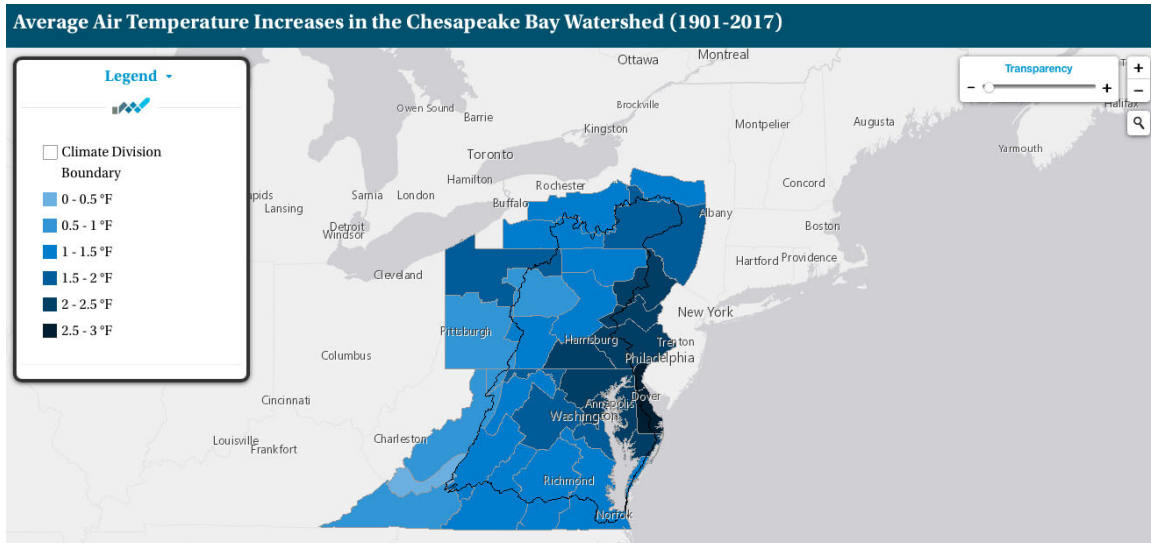 Average Air Temperature Increases in the Chesapeake Bay Watershed (1901-2017)
Legend
Climate Division
Boundary
0 - 0.5 °F
0.5 - 1 °F
1 - 1.5 °F
1.5 - 2 °F
2 - 2.5 °F
2.5 - 3 °F
Transparency
- +
+
-
Ottawa
Montreal
Owen Sound
Barrie
Brockville
Kingston
Montpelier
Augusta
Halifax
Yarmouth
Toronto
Hamilton
Rochester
Buffalo
Concord
apids
Lansing
Sarnia
London
Detroit
Windsor
Albany
Boston
Hartford
Providence
Cleveland
New York
Pittsburgh
Harrisburg
Trenton
Philadelphia
Columbus
Dover
Annapolis
Washington
Cincinnati
Charleston
Louisville
Frankfort
Richmond
Norfolk